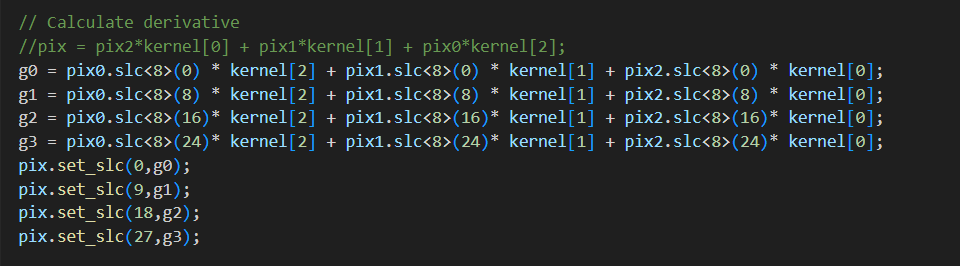 // Calculate derivative
//pix = pix2*kernel[0] + pix1*kernel[1] + pix0*kernel[2];
g0 = pix0.slc<8>(0) * kernel[2] + pix1.slc<8>(0) * kernel[1] + pix2.slc<8>(0) * kernel[0];
g1 = pix0.slc<8>(8) * kernel[2] + pix1.slc<8>(8) * kernel[1] + pix2.slc<8>(8) * kernel[0];
g2 = pix0.slc<8>(16)* kernel[2] + pix1.slc<8>(16)* kernel[1] + pix2.slc<8>(16)* kernel[0];
g3 = pix0.slc<8>(24)* kernel[2] + pix1.slc<8>(24)* kernel[1] + pix2.slc<8>(24)* kernel[0];
pix.set_slc(0,g0);
pix.set_slc(9,g1);
pix.set_slc(18,g2);
pix.set_slc(27,g3);